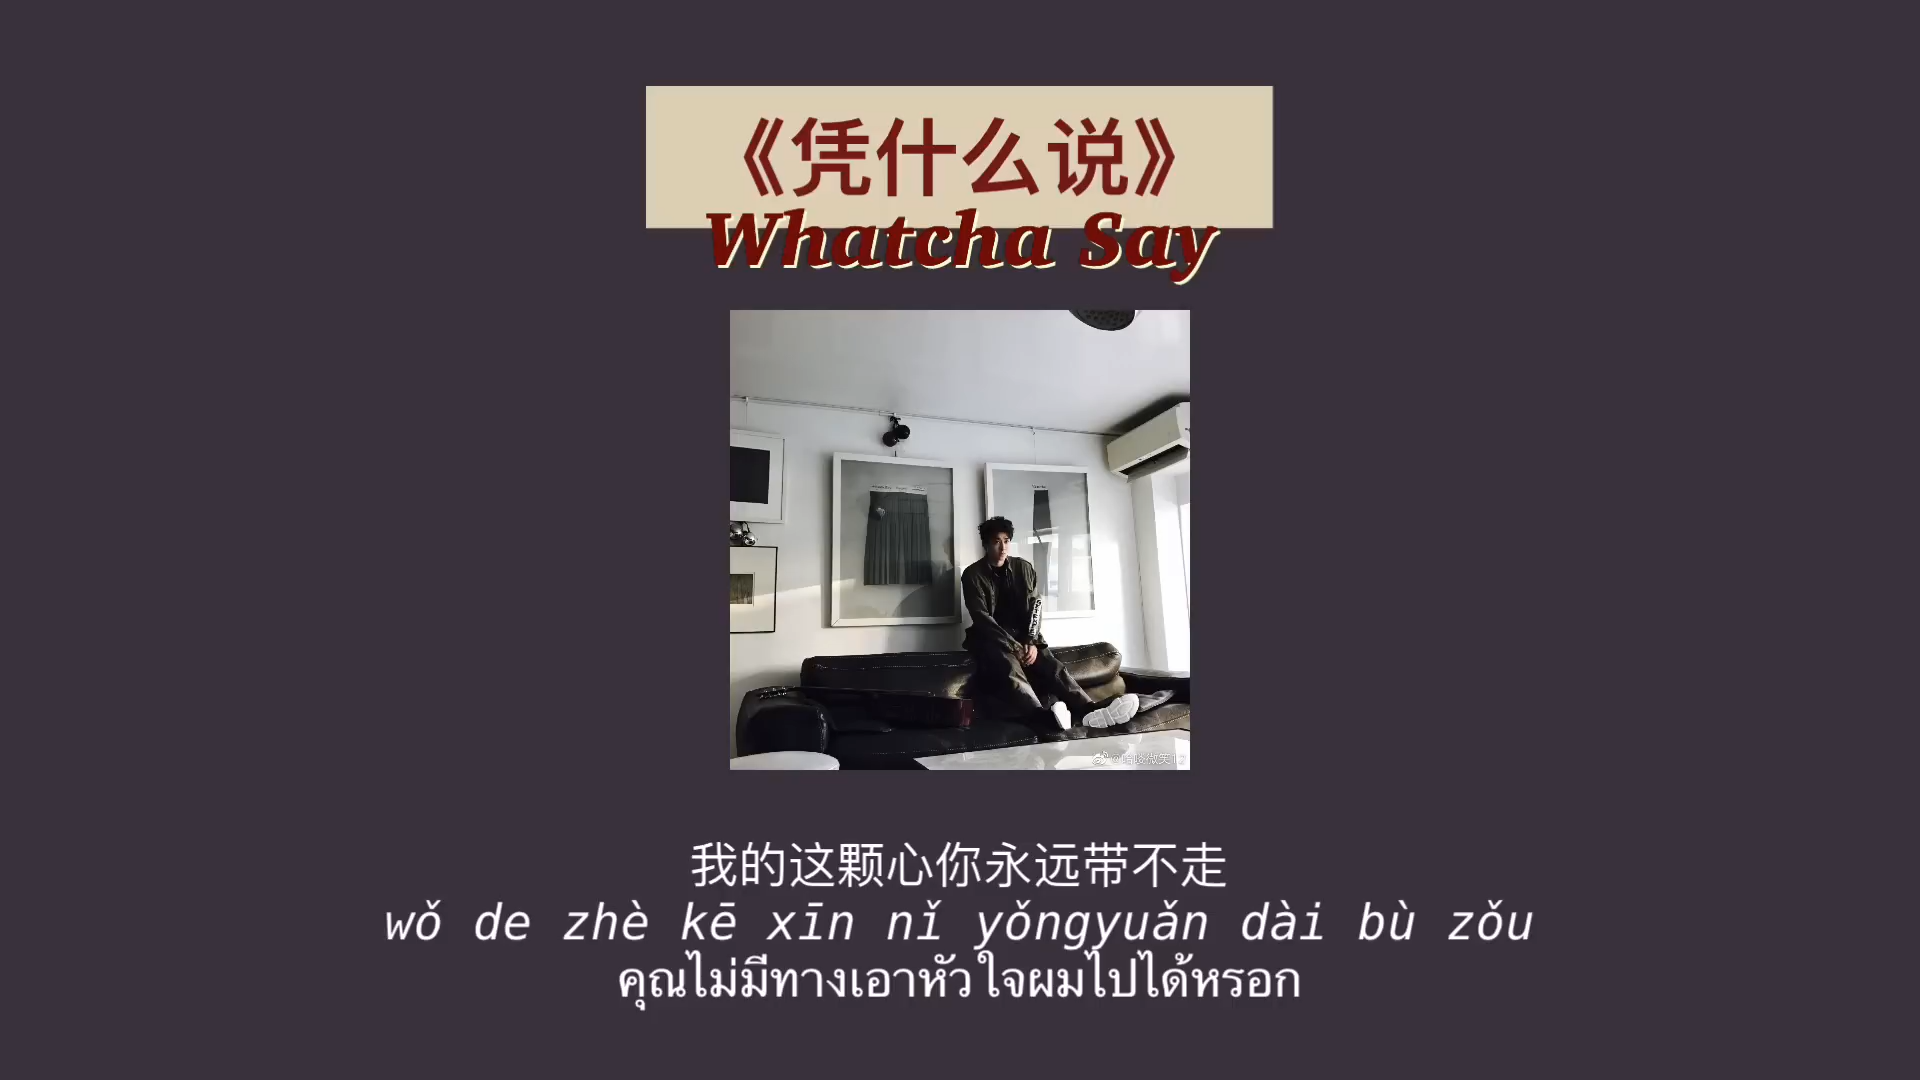 《凭什么说》
Whatcha Say
我的这颗心你永远带不走
wǒ de zhè kē xīn nǐ yǒngyuǎn dài bù zǒu
คุณไม่มีทางเอาหัวใจผมไปได้หรอก